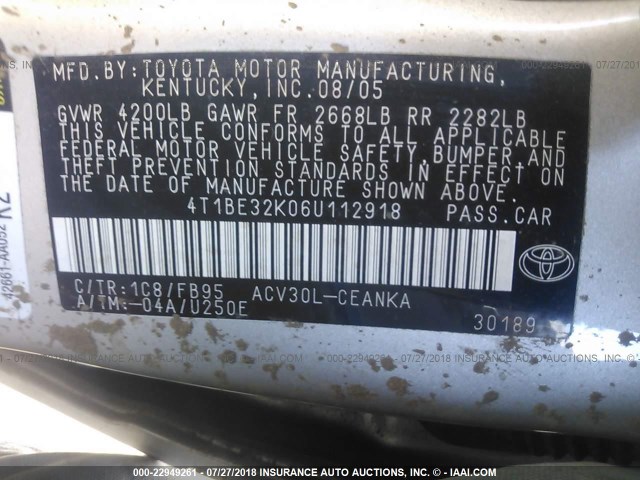 MFD.BY:TOYOTA MOTOR MANUFACTURING,
KENTUCKY, INC.08/05
GVWR 4200LB GAWR FR 2668LB RR 2282LB
THIS VEHICLE CONFORMS TO ALL APPLICABLE
FEDERAL MOTOR VEHICLE SAFETY,BUMPER,AND
THEFT PREVENTION STANDARDS IN EFFECT ON
THE DATE OF MANUFACTURE SHOWN ABOVE.
4T1BE32K06U112918 PASS.CAR
C/TR:1C8/FB95 ACV30L-CEANKA
A/TM:-04A/U250E
30189
42661-AA052
000-22949261 - 07/27/2018 INSURANCE AUTO AUCTIONS, INC. - © IAAI.COM